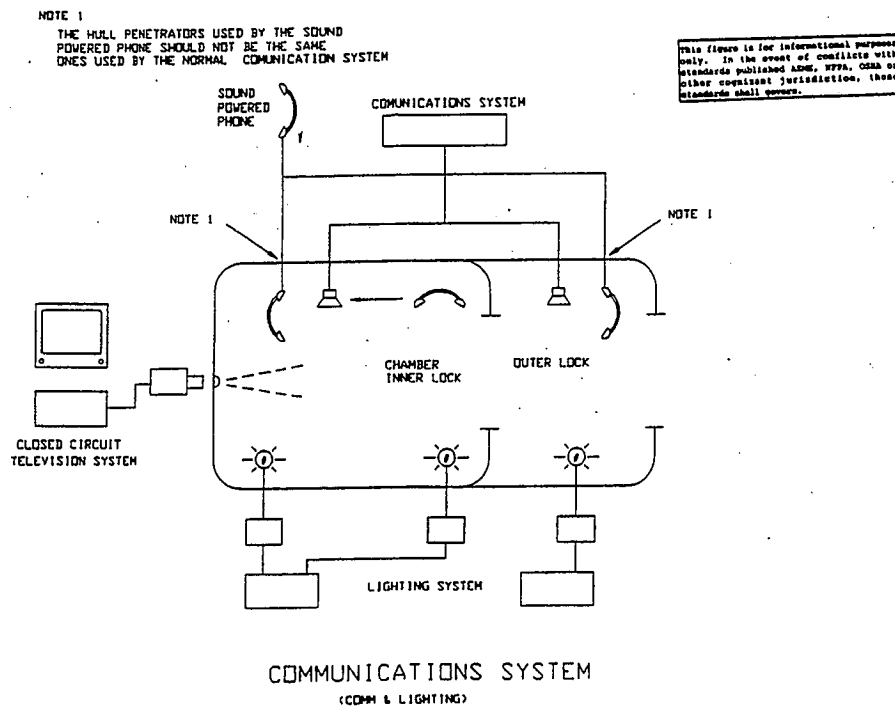 NOTE 1
THE HULL PENETRATORS USED BY THE SOUND
POWERED PHONE SHOULD NOT BE THE SAME
ONES USED BY THE NORMAL COMUNICATION SYSTEM
This figure is for informational purposes
only. In the event of conflicts with
standards published ASME, NFPA, OSHA or
other cognizant jurisdiction, these
standards shall govern.
SOUND
POWERED
PHONE
COMUNICATIONS SYSTEM
NOTE 1
NOTE 1
CHAMBER
INNER LOCK
OUTER LOCK
CLOSED CIRCUIT
TELEVISION SYSTEM
LIGHTING SYSTEM
COMMUNICATIONS SYSTEM
(COMM & LIGHTING)